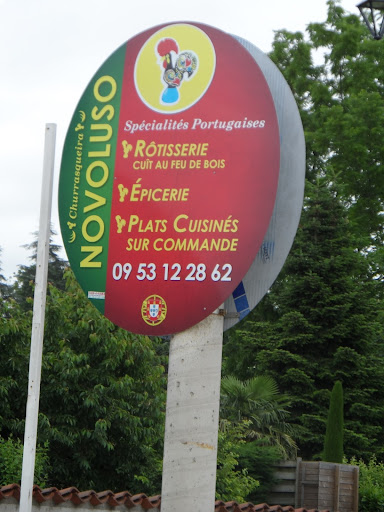 Churrasqueira
NOVOLUSO
Spécialités Portugaises
RÔTISSERIE
CUÎT AU FEU DE BOIS
ÉPICERIE
PLATS CUISINÉS
SUR COMMANDE
09 53 12 28 62